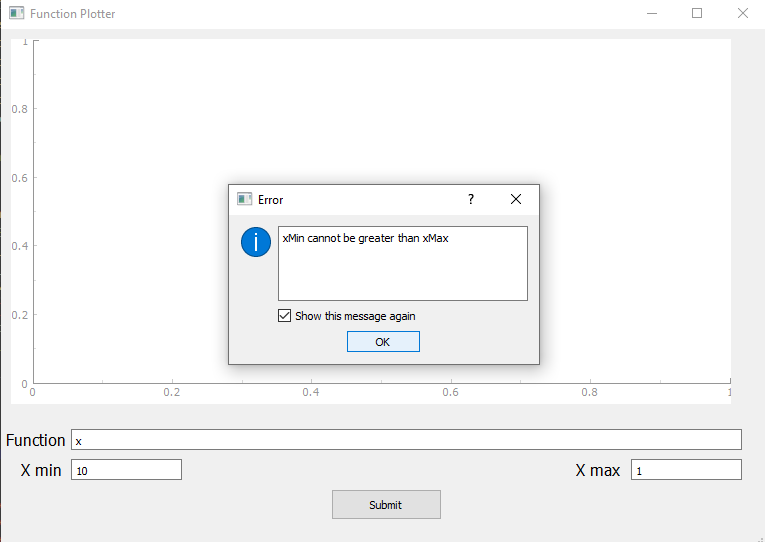 Function Plotter
1
0.8
0.6
0.4
0.2
0
0 0.2 0.4 0.6 0.8 1
Error ?
xMin cannot be greater than xMax
Show this message again
OK
Function x
X min 10 X max 1
Submit